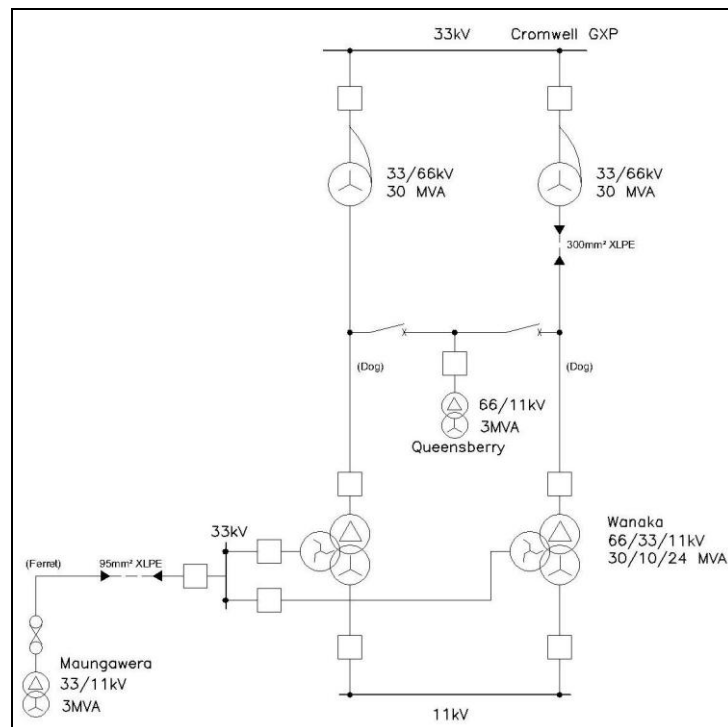 33kV Cromwell GXP
33/66kV
30 MVA
33/66kV
30 MVA
300mm² XLPE
(Dog)
(Dog)
66/11kV
3MVA
Queensberry
Wanaka
66/33/11kV
30/10/24 MVA
33kV
(Ferret)
95mm² XLPE
Maungawera
33/11kV
3MVA
11kV